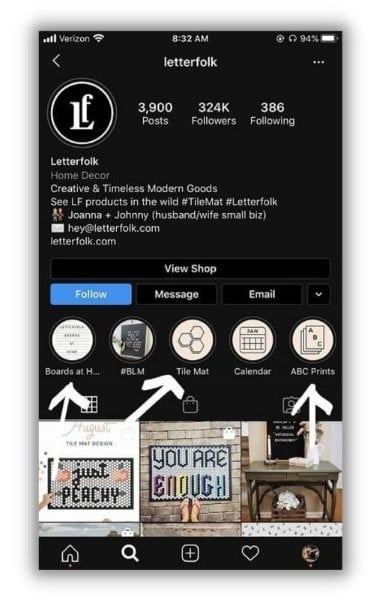 Verizon
8:32 AM
94%
letterfolk
Lf
3,900
324K
386
Posts
Followers
Following
Letterfolk
Home Decor
Creative & Timeless Modern Goods
See LF products in the wild #TileMat #Letterfolk
Joanna + Johnny (husband/wife small biz)
hey@letterfolk.com
letterfolk.com
View Shop
Follow
Message
Email
JAN
A
B
C
Boards at H...
#BLM
Tile Mat
Calendar
ABC Prints
August
TILE MAT DESIGN
just
PEACHY
YOU ARE
ENOUGH